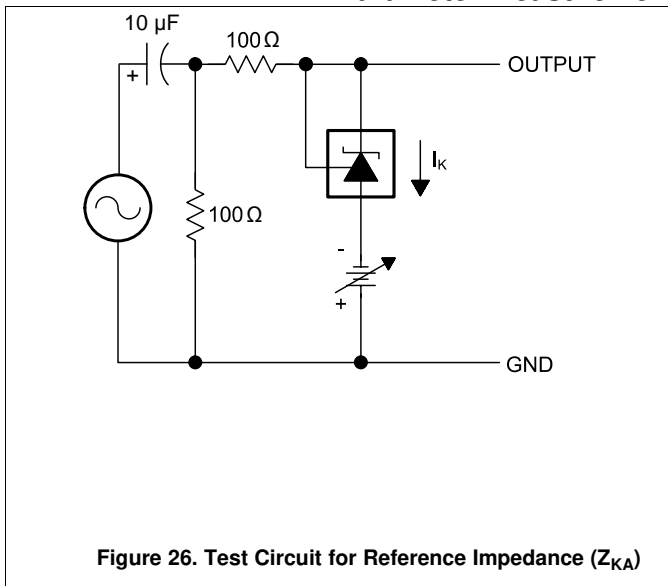 10 µF
100 Ω
+
OUTPUT
I_K
100 Ω
-
+
GND
Figure 26. Test Circuit for Reference Impedance (Z_KA)